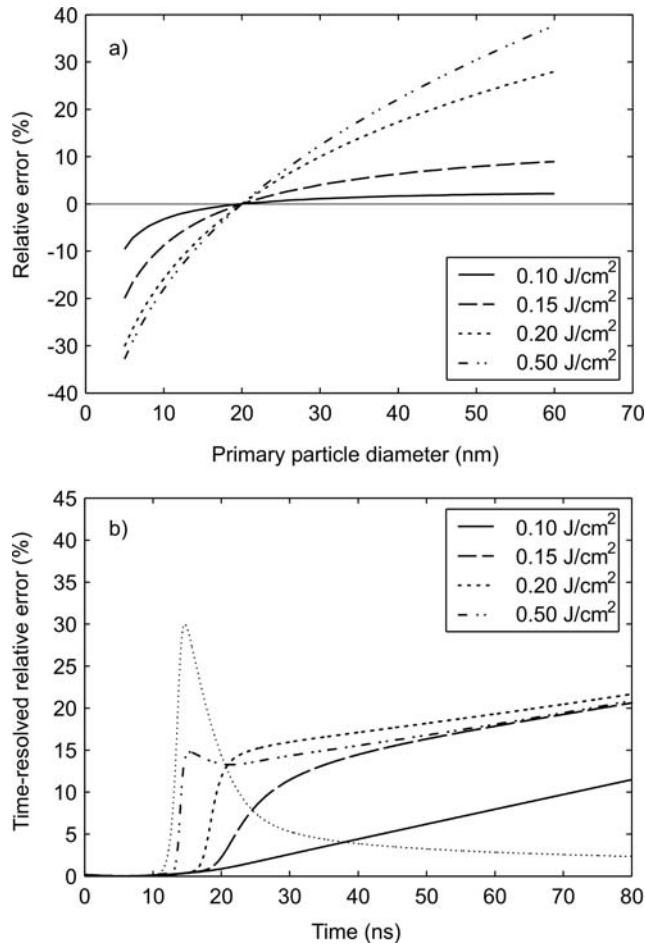 a)
Relative error (%)
40
30
20
10
0
-10
-20
-30
-40
0 10 20 30 40 50 60 70
Primary particle diameter (nm)
0.10 J/cm²
0.15 J/cm²
0.20 J/cm²
0.50 J/cm²
b)
Time-resolved relative error (%)
45
40
35
30
25
20
15
10
5
0
0 10 20 30 40 50 60 70 80
Time (ns)
0.10 J/cm²
0.15 J/cm²
0.20 J/cm²
0.50 J/cm²